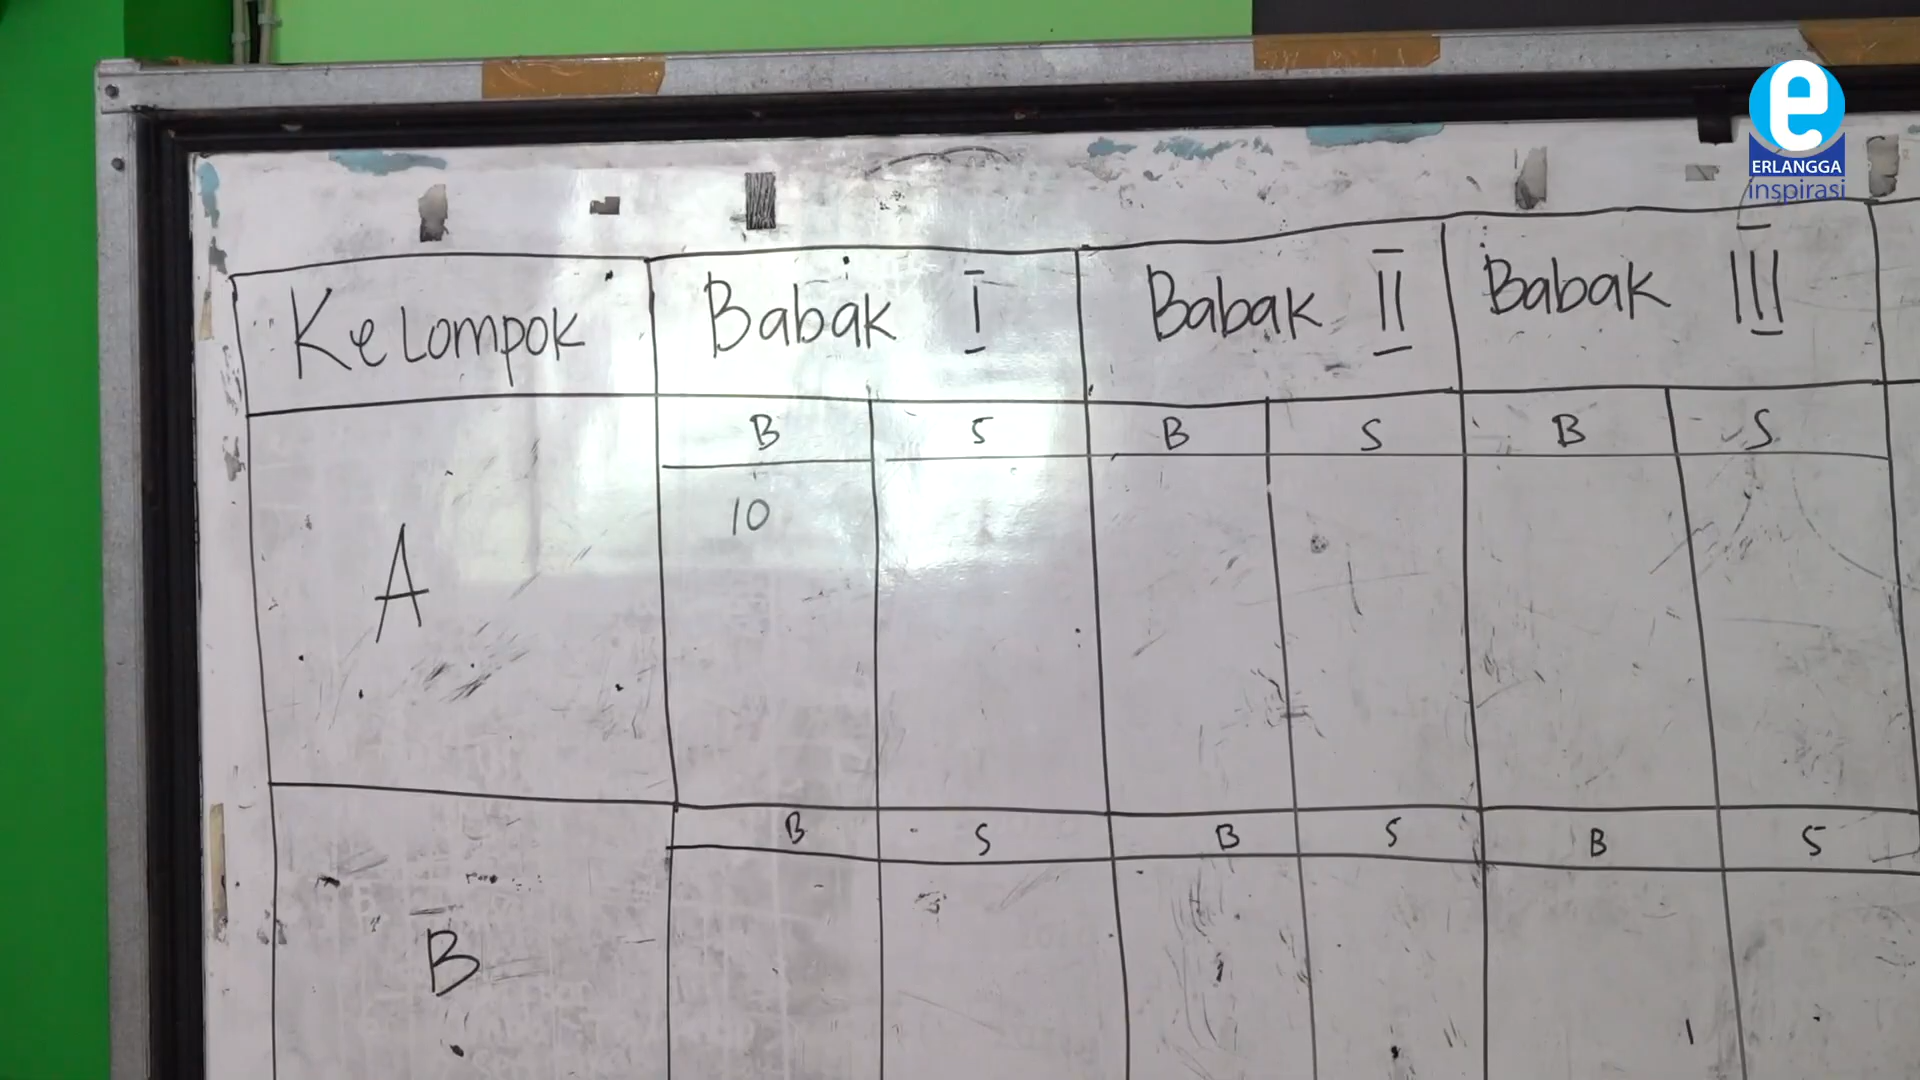 e
ERLANGGA
inspirasi
Kelompok Babak I Babak II Babak III
B S B S B S
10
A
B S B S B S
B